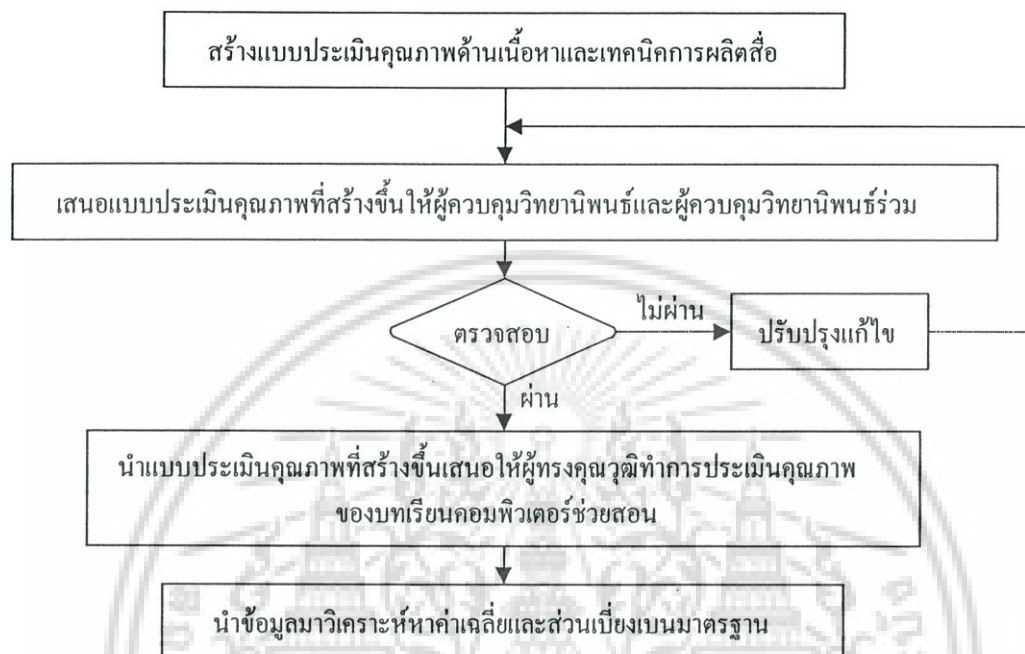 สร้างแบบประเมินคุณภาพด้านเนื้อหาและเทคนิคการผลิตสื่อ
เสนอแบบประเมินคุณภาพที่สร้างขึ้นให้ผู้ควบคุมวิทยานิพนธ์และผู้ควบคุมวิทยานิพนธ์ร่วม
ตรวจสอบ
ไม่ผ่าน
ปรับปรุงแก้ไข
ผ่าน
นำแบบประเมินคุณภาพที่สร้างขึ้นเสนอให้ผู้ทรงคุณวุฒิทำการประเมินคุณภาพ
ของบทเรียนคอมพิวเตอร์ช่วยสอน
นำข้อมูลมาวิเคราะห์หาค่าเฉลี่ยและส่วนเบี่ยงเบนมาตรฐาน